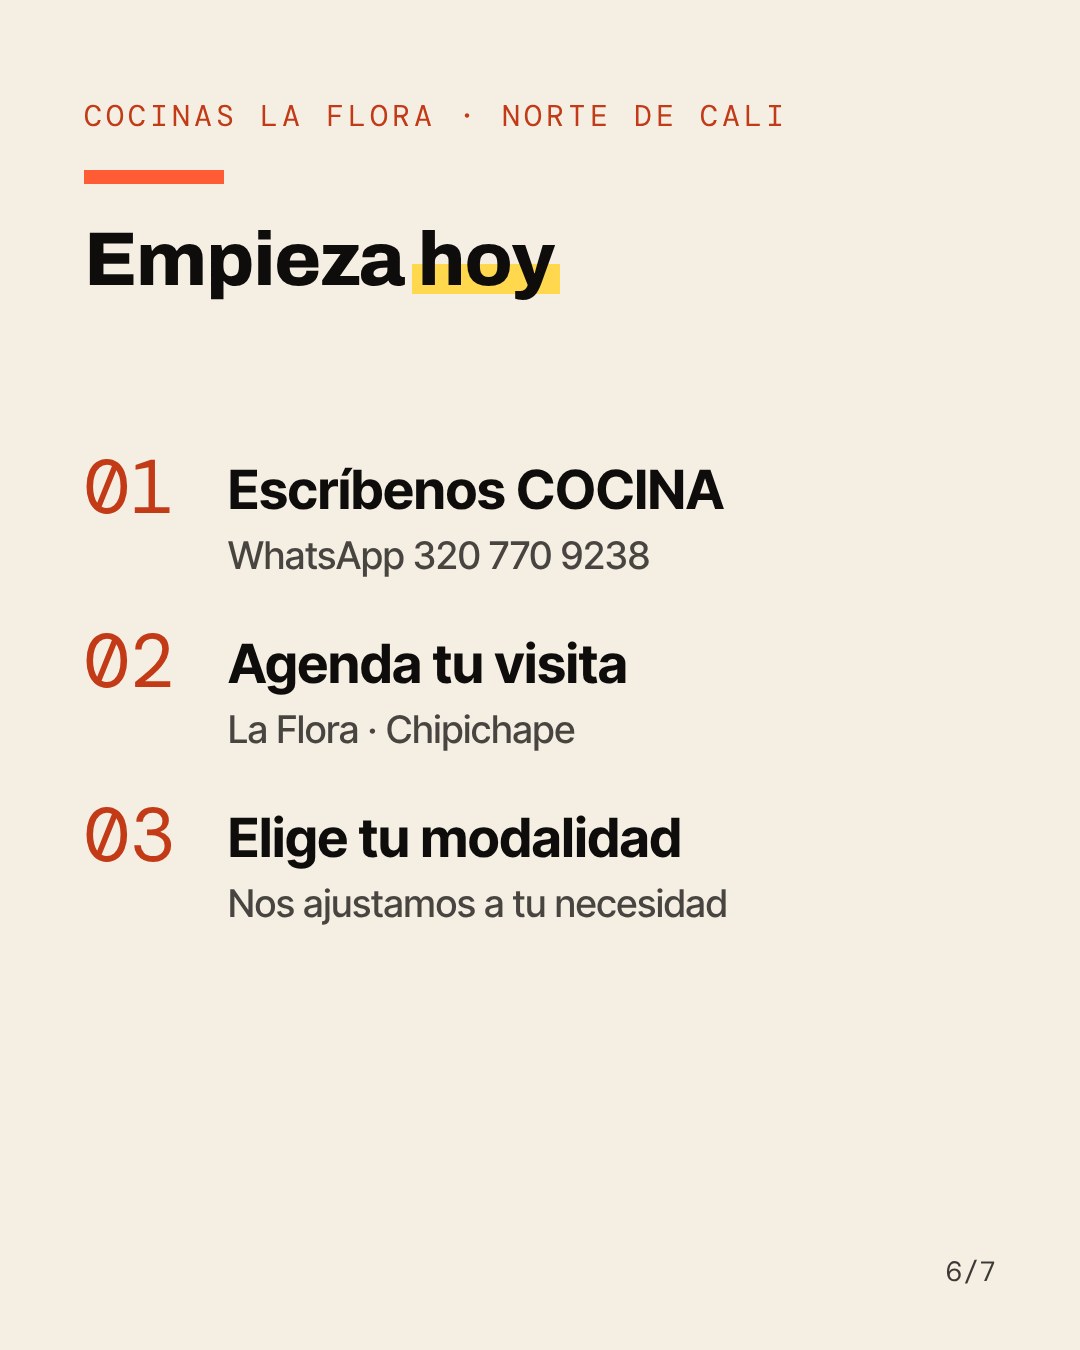 COCINAS LA FLORA · NORTE DE CALI
Empieza hoy
01 Escríbenos COCINA
WhatsApp 320 770 9238
02 Agenda tu visita
La Flora · Chipichape
03 Elige tu modalidad
Nos ajustamos a tu necesidad
6/7